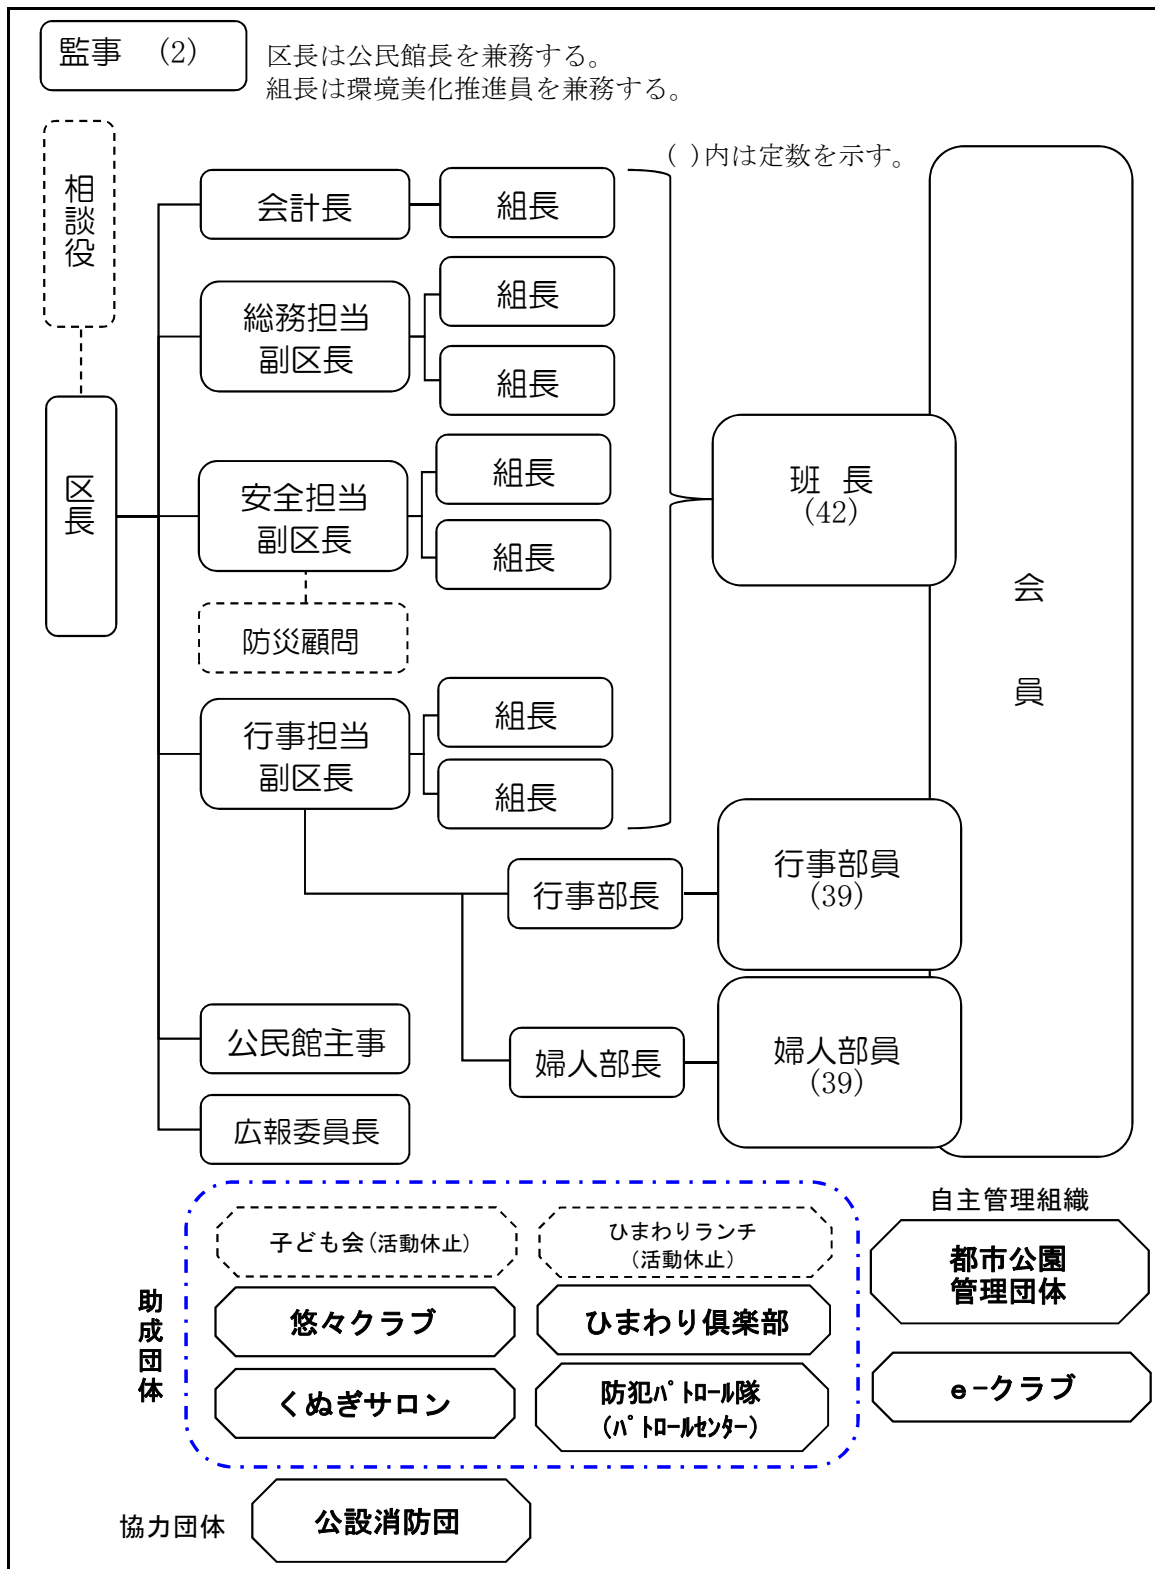 監事 (2)
区長は公民館長を兼務する。
組長は環境美化推進員を兼務する。
( )内は定数を示す。
相談役
区長
会計長
組長
総務担当
副区長
組長
組長
安全担当
副区長
組長
組長
防災顧問
行事担当
副区長
組長
組長
班 長
(42)
会員
行事部長
行事部員
(39)
婦人部長
婦人部員
(39)
公民館主事
広報委員長
助成団体
子ども会(活動休止)
ひまわりランチ
(活動休止)
悠々クラブ
ひまわり倶楽部
くぬぎサロン
防犯ﾊﾟﾄﾛｰﾙ隊
(ﾊﾟﾄﾛｰﾙｾﾝﾀｰ)
自主管理組織
都市公園
管理団体
e-クラブ
協力団体
公設消防団